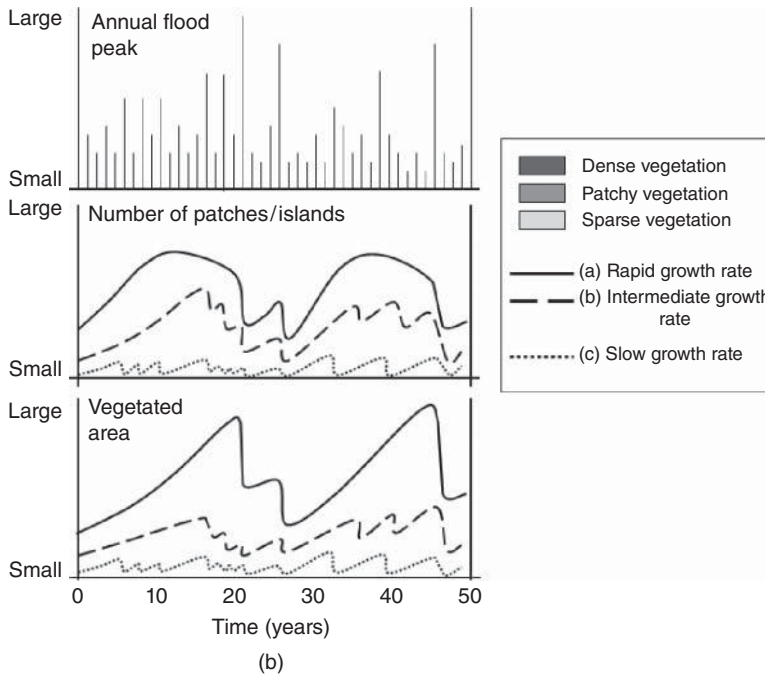 Large
Annual flood
peak
Small
Large
Number of patches/islands
Small
Large
Vegetated
area
Small
0 10 20 30 40 50
Time (years)
(b)
Dense vegetation
Patchy vegetation
Sparse vegetation
(a) Rapid growth rate
(b) Intermediate growth
rate
(c) Slow growth rate